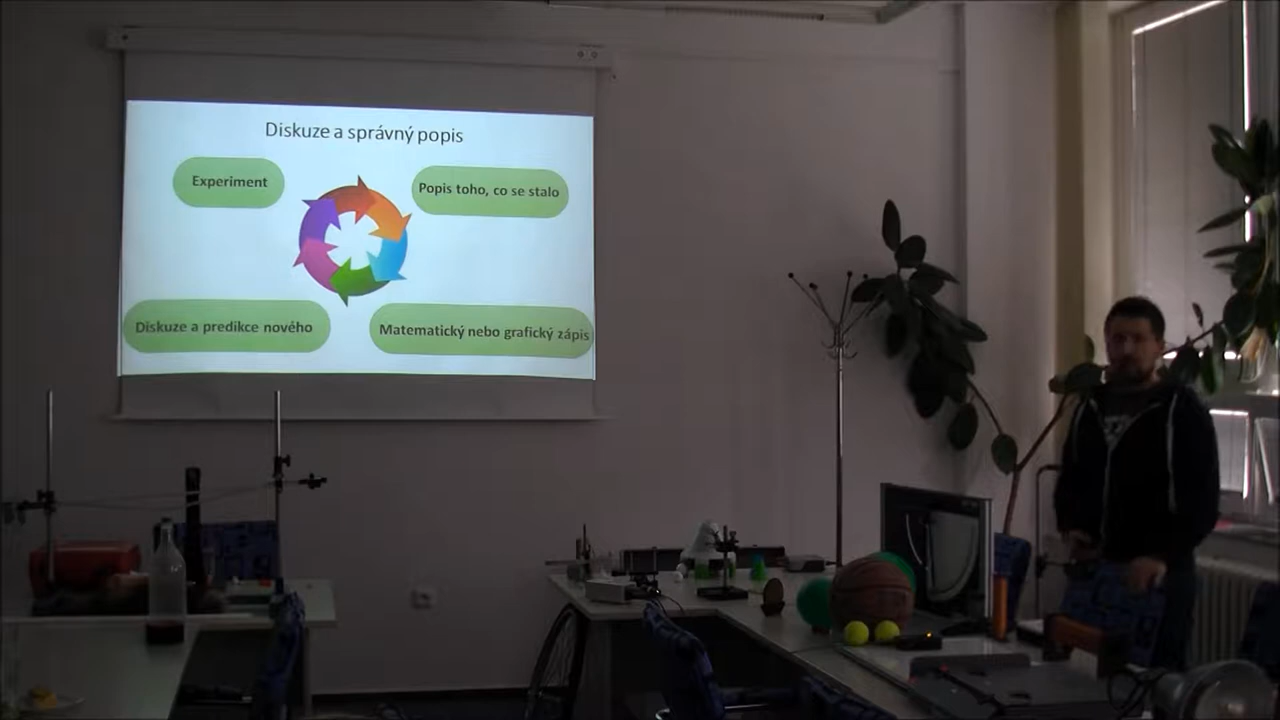 Diskuze a správný popis
Experiment
Popis toho, co se stalo
Diskuze a predikce nového
Matematický nebo grafický zápis